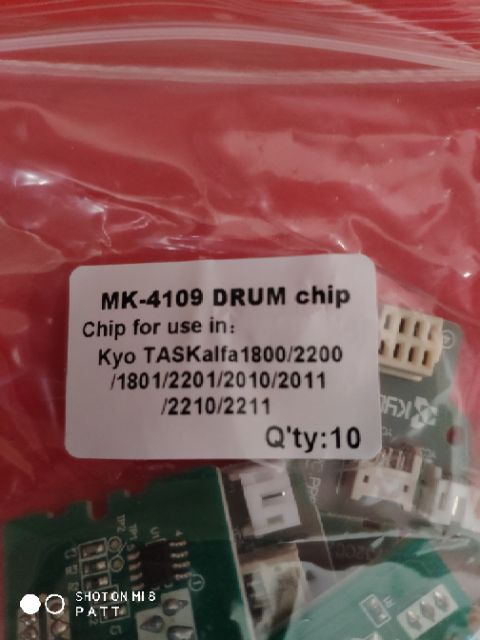 MK-4109 DRUM chip
Chip for use in:
Kyo TASKalfa1800/2200
/1801/2201/2010/2011
/2210/2211
Q'ty:10
SHOT ON MI 8
PATT